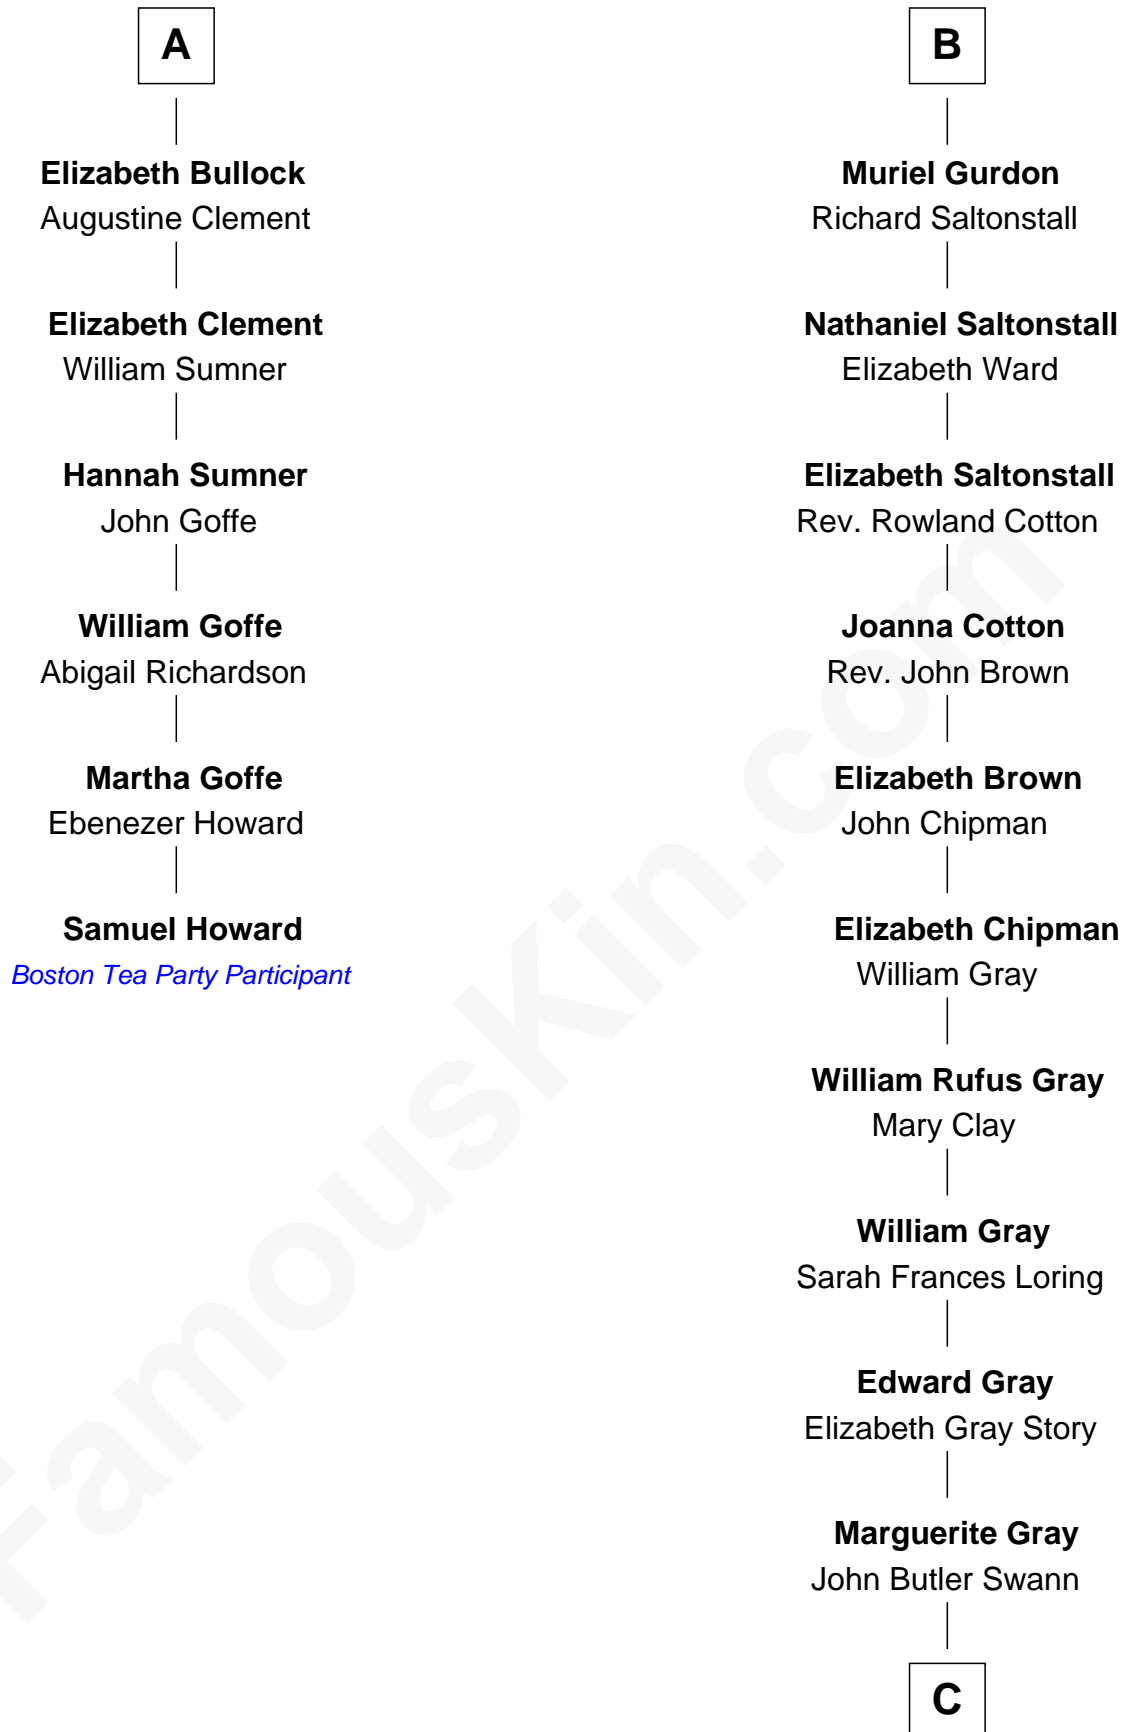 A
Elizabeth Bullock
Augustine Clement
Elizabeth Clement
William Sumner
Hannah Sumner
John Goffe
William Goffe
Abigail Richardson
Martha Goffe
Ebenezer Howard
Samuel Howard
Boston Tea Party Participant
B
Muriel Gurdon
Richard Saltonstall
Nathaniel Saltonstall
Elizabeth Ward
Elizabeth Saltonstall
Rev. Rowland Cotton
Joanna Cotton
Rev. John Brown
Elizabeth Brown
John Chipman
Elizabeth Chipman
William Gray
William Rufus Gray
Mary Clay
William Gray
Sarah Frances Loring
Edward Gray
Elizabeth Gray Story
Marguerite Gray
John Butler Swann
C
FamousKin.com